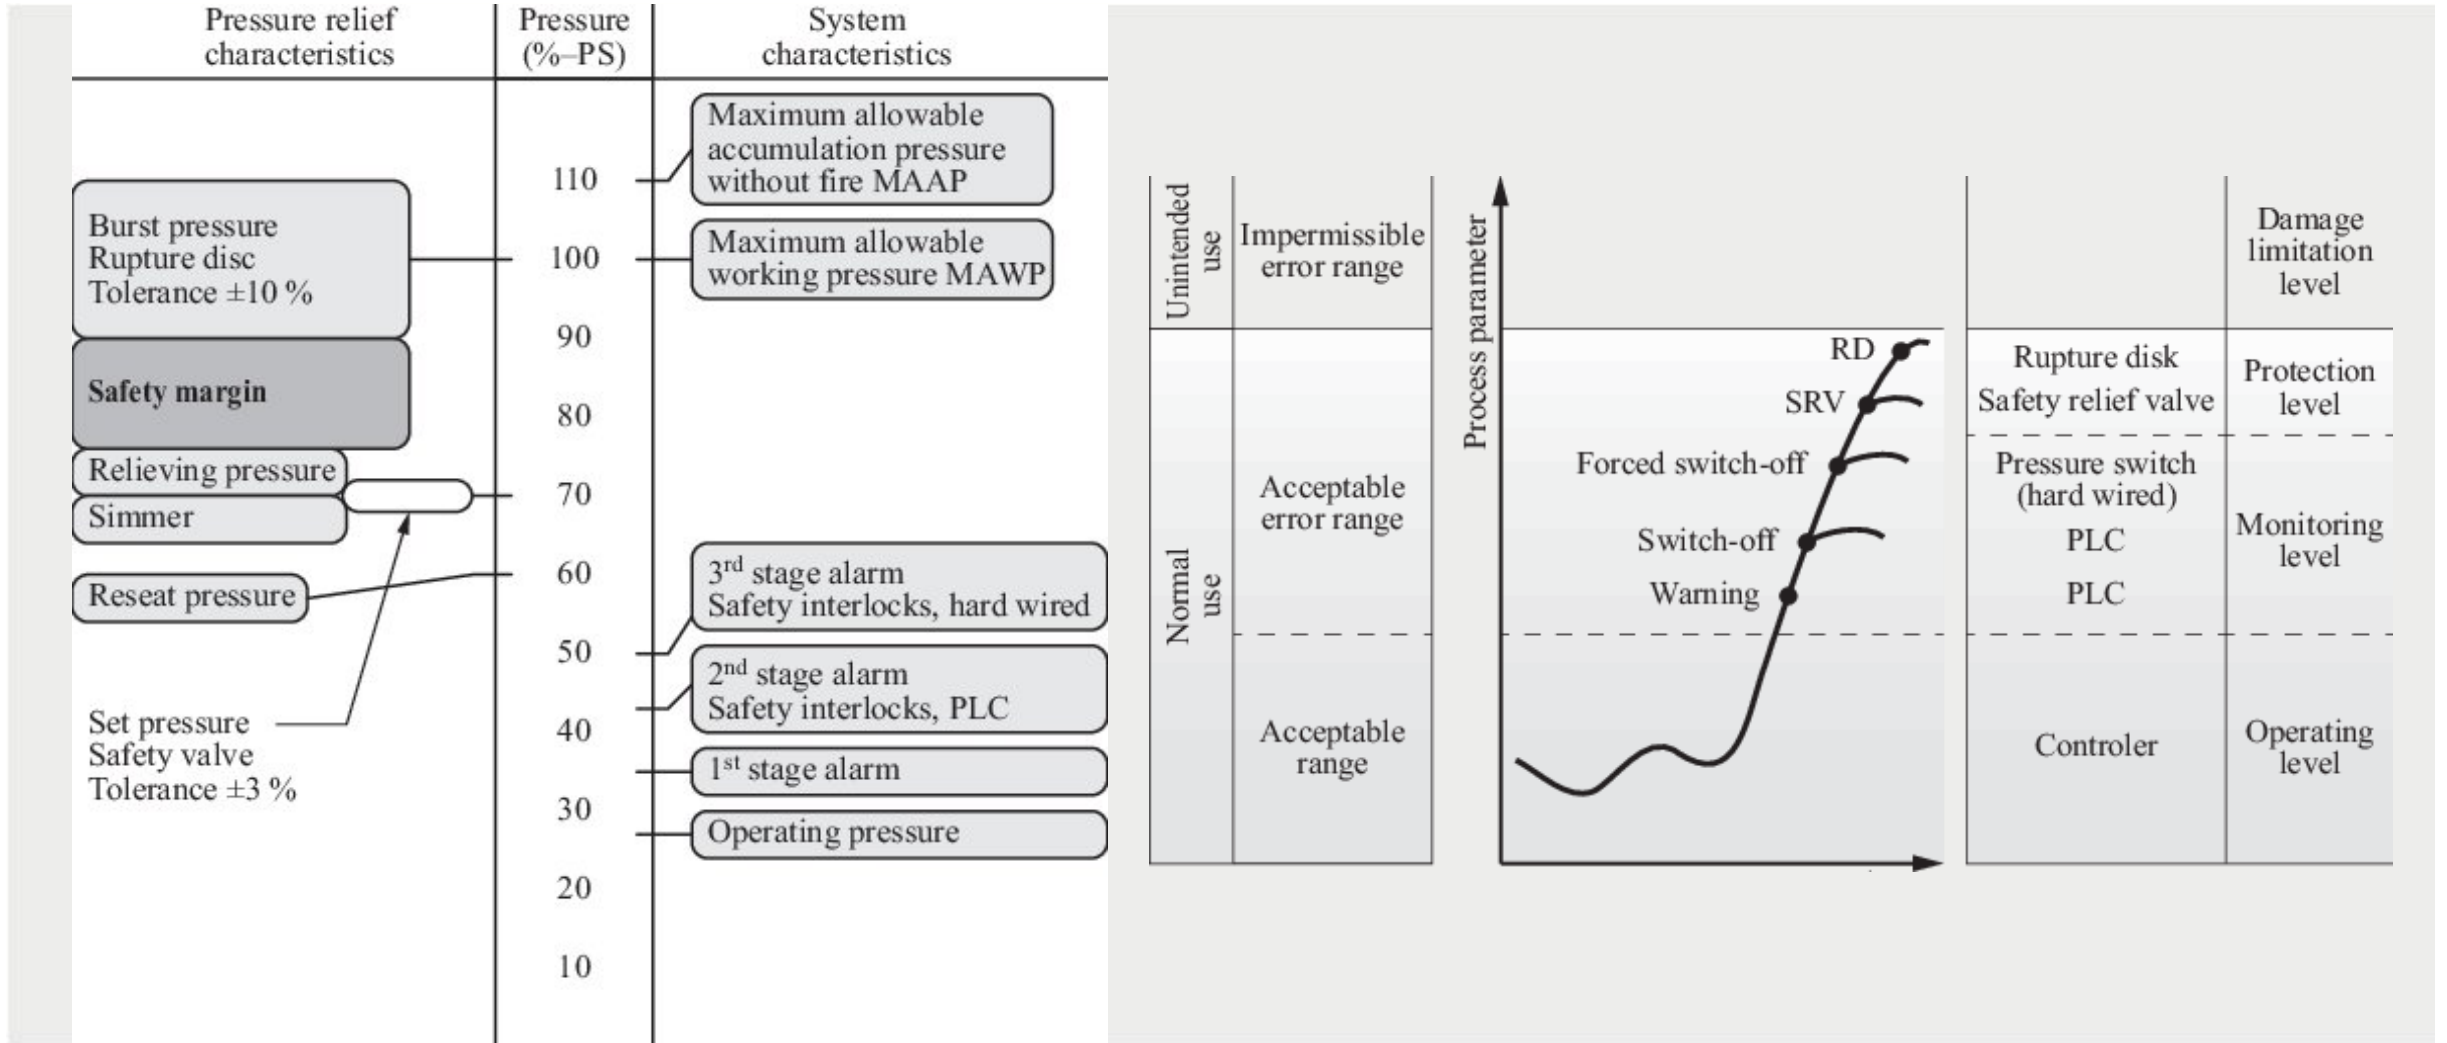 Pressure relief
characteristics
Pressure
(%–PS)
System
characteristics
Burst pressure
Rupture disc
Tolerance ±10 %
Safety margin
Relieving pressure
Simmer
Reseat pressure
Set pressure
Safety valve
Tolerance ±3 %
110
100
90
80
70
60
50
40
30
20
10
Maximum allowable
accumulation pressure
without fire MAAP
Maximum allowable
working pressure MAWP
3rd stage alarm
Safety interlocks, hard wired
2nd stage alarm
Safety interlocks, PLC
1st stage alarm
Operating pressure
Unintended
use
Normal
use
Impermissible
error range
Acceptable
error range
Acceptable
range
Process parameter
RD
SRV
Forced switch-off
Switch-off
Warning
Rupture disk
Safety relief valve
Pressure switch
(hard wired)
PLC
PLC
Controler
Damage
limitation
level
Protection
level
Monitoring
level
Operating
level